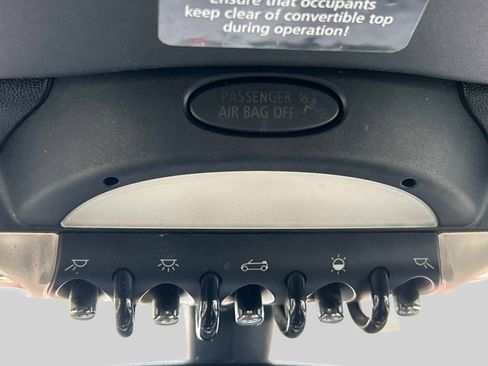 Ensure that occupants
keep clear of convertible top
during operation!
PASSENGER
AIR BAG OFF